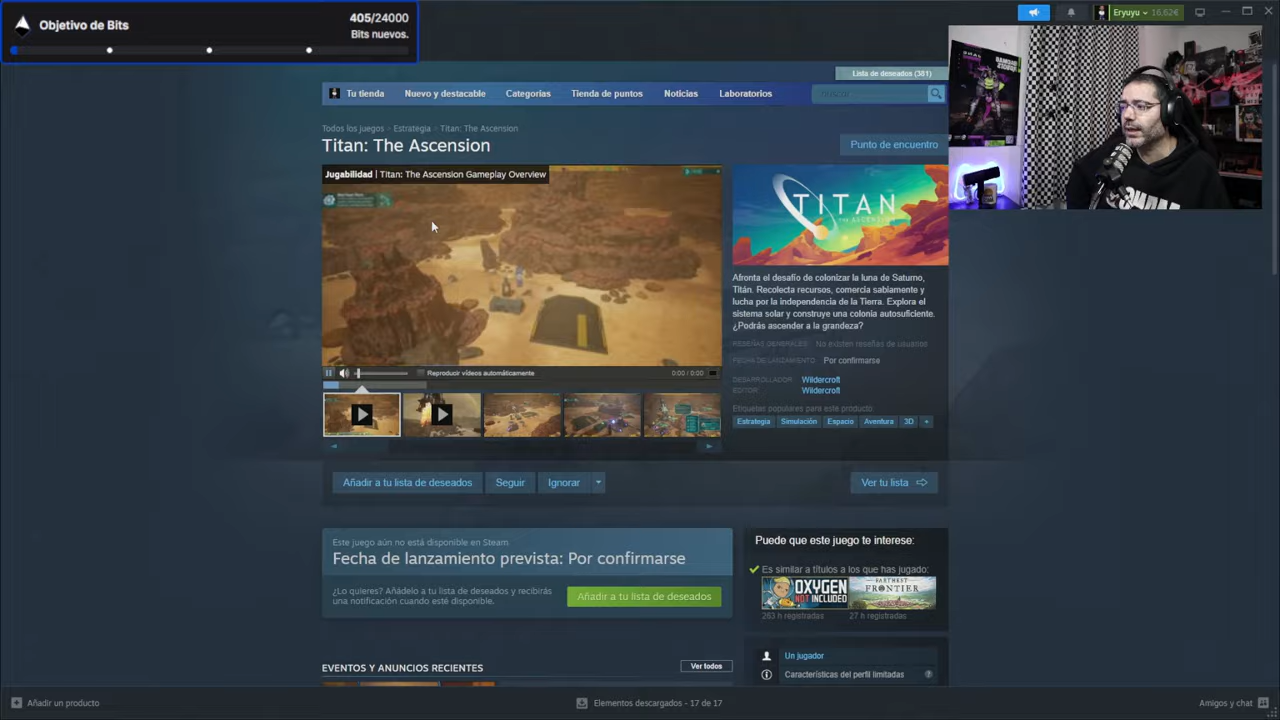 Objetivo de Bits
405/24000
Bits nuevos.
Eryuyu
16,62€
Lista de deseados (381)
Tu tienda
Nuevo y destacable
Categorías
Tienda de puntos
Noticias
Laboratorios
Todos los juegos > Estrategia > Titan: The Ascension
Titan: The Ascension
Punto de encuentro
Jugabilidad | Titan: The Ascension Gameplay Overview
TITAN
THE ASCENSION
Afronta el desafío de colonizar la luna de Saturno,
Titán. Recolecta recursos, comercia sabiamente y
lucha por la independencia de la Tierra. Explora el
sistema solar y construye una colonia autosuficiente.
¿Podrás ascender a la grandeza?
RESEÑAS GENERALES: No existen reseñas de usuarios
FECHA DE LANZAMIENTO: Por confirmarse
DESARROLLADOR: Wildercroft
EDITOR: Wildercroft
Etiquetas populares para este producto:
Estrategia
Simulación
Espacio
Aventura
3D
+
Reproducir vídeos automáticamente
0:00 / 0:00
Añadir a tu lista de deseados
Seguir
Ignorar
Ver tu lista
Este juego aún no está disponible en Steam
Fecha de lanzamiento prevista: Por confirmarse
¿Lo quieres? Añádelo a tu lista de deseados y recibirás
una notificación cuando esté disponible.
Añadir a tu lista de deseados
Puede que este juego te interese:
Es similar a títulos a los que has jugado:
OXYGEN
NOT INCLUDED
FARTHEST
FRONTIER
263 h registradas
27 h registradas
Un jugador
Características del perfil limitadas
EVENTOS Y ANUNCIOS RECIENTES
Ver todos
Añadir un producto
Elementos descargados - 17 de 17
Amigos y chat